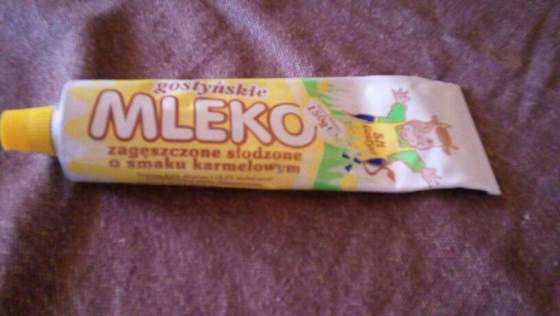 gostyńskie
MLEKO
150g
zagęszczone słodzone
o smaku karmelowym